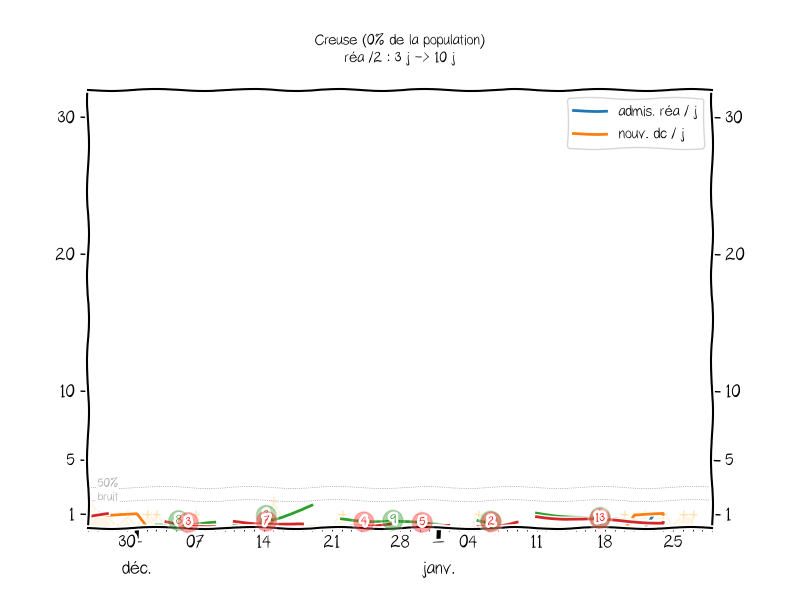 Creuse (0% de la population)
réa /2 : 3 j -> 10 j
admis. réa / j
nouv. dc / j
30 30
20 20
10 10
5 5
50%
bruit
1 1
8 3 7 4 9 5 2 13
30 07 14 21 28 04 11 18 25
déc. janv.